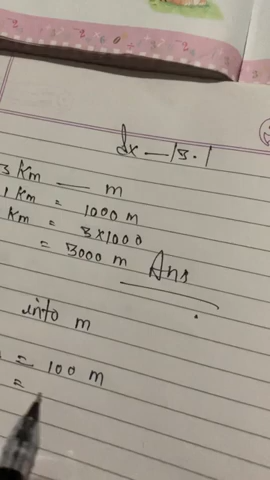 Ex-13.1
3 Km — m
1 Km = 1000 m
Km = 3×1000
= 3000 m Ans
into m
= 100 m
=